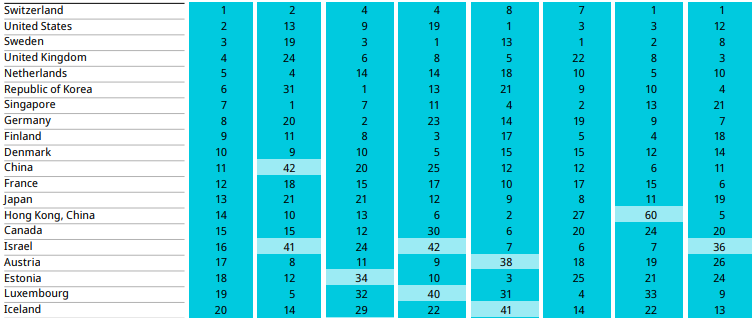 Switzerland 1 2 4 4 8 7 1 1
United States 2 13 9 19 1 3 3 12
Sweden 3 19 3 1 13 1 2 8
United Kingdom 4 24 6 8 5 22 8 3
Netherlands 5 4 14 14 18 10 5 10
Republic of Korea 6 31 1 13 21 9 10 4
Singapore 7 1 7 11 4 2 13 21
Germany 8 20 2 23 14 19 9 7
Finland 9 11 8 3 17 5 4 18
Denmark 10 9 10 5 15 15 12 14
China 11 42 20 25 12 12 6 11
France 12 18 15 17 10 17 15 6
Japan 13 21 21 12 9 8 11 19
Hong Kong, China 14 10 13 6 2 27 60 5
Canada 15 15 12 30 6 20 24 20
Israel 16 41 24 42 7 6 7 36
Austria 17 8 11 9 38 18 19 26
Estonia 18 12 34 10 3 25 21 24
Luxembourg 19 5 32 40 31 4 33 9
Iceland 20 14 29 22 41 14 22 13